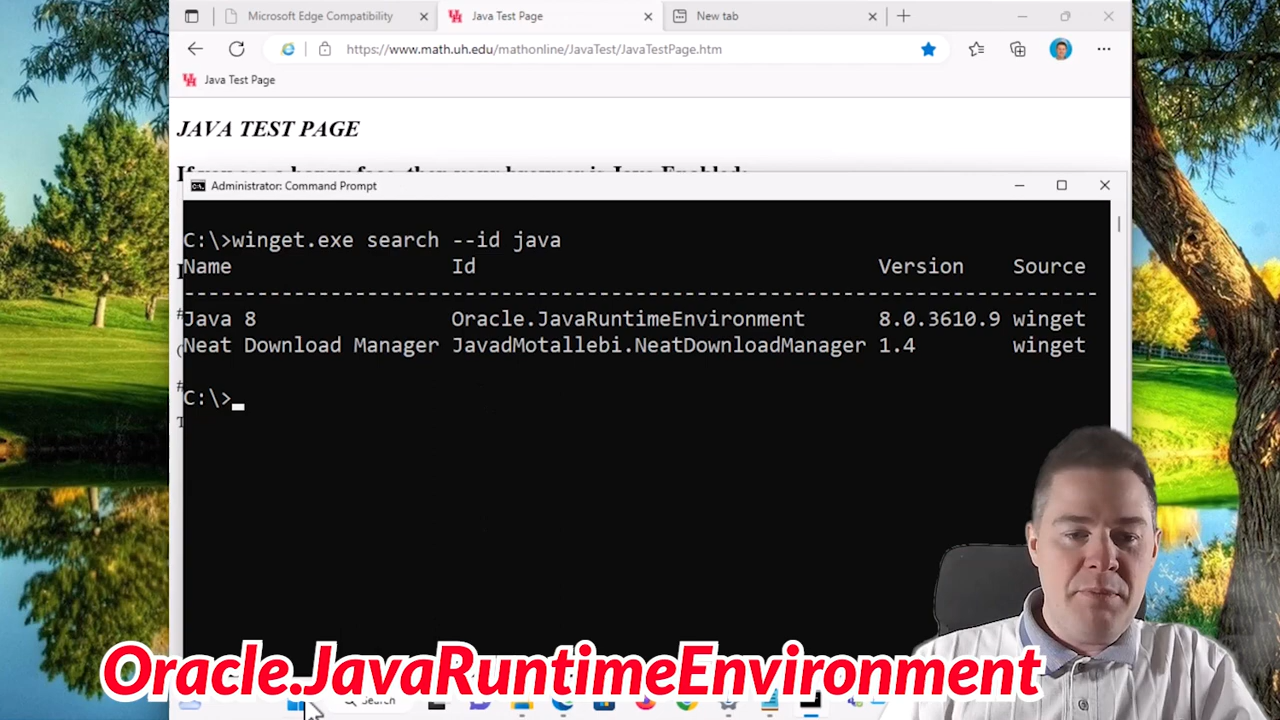 Microsoft Edge Compatibility
Java Test Page
New tab
https://www.math.uh.edu/mathonline/JavaTest/JavaTestPage.htm
Java Test Page
JAVA TEST PAGE
Administrator: Command Prompt
C:\>winget.exe search --id java
Name Id Version Source
--------------------------------------------------------------------------
Java 8 Oracle.JavaRuntimeEnvironment 8.0.3610.9 winget
Neat Download Manager JavadMotallebi.NeatDownloadManager 1.4 winget
C:\>
Oracle.JavaRuntimeEnvironment
Search